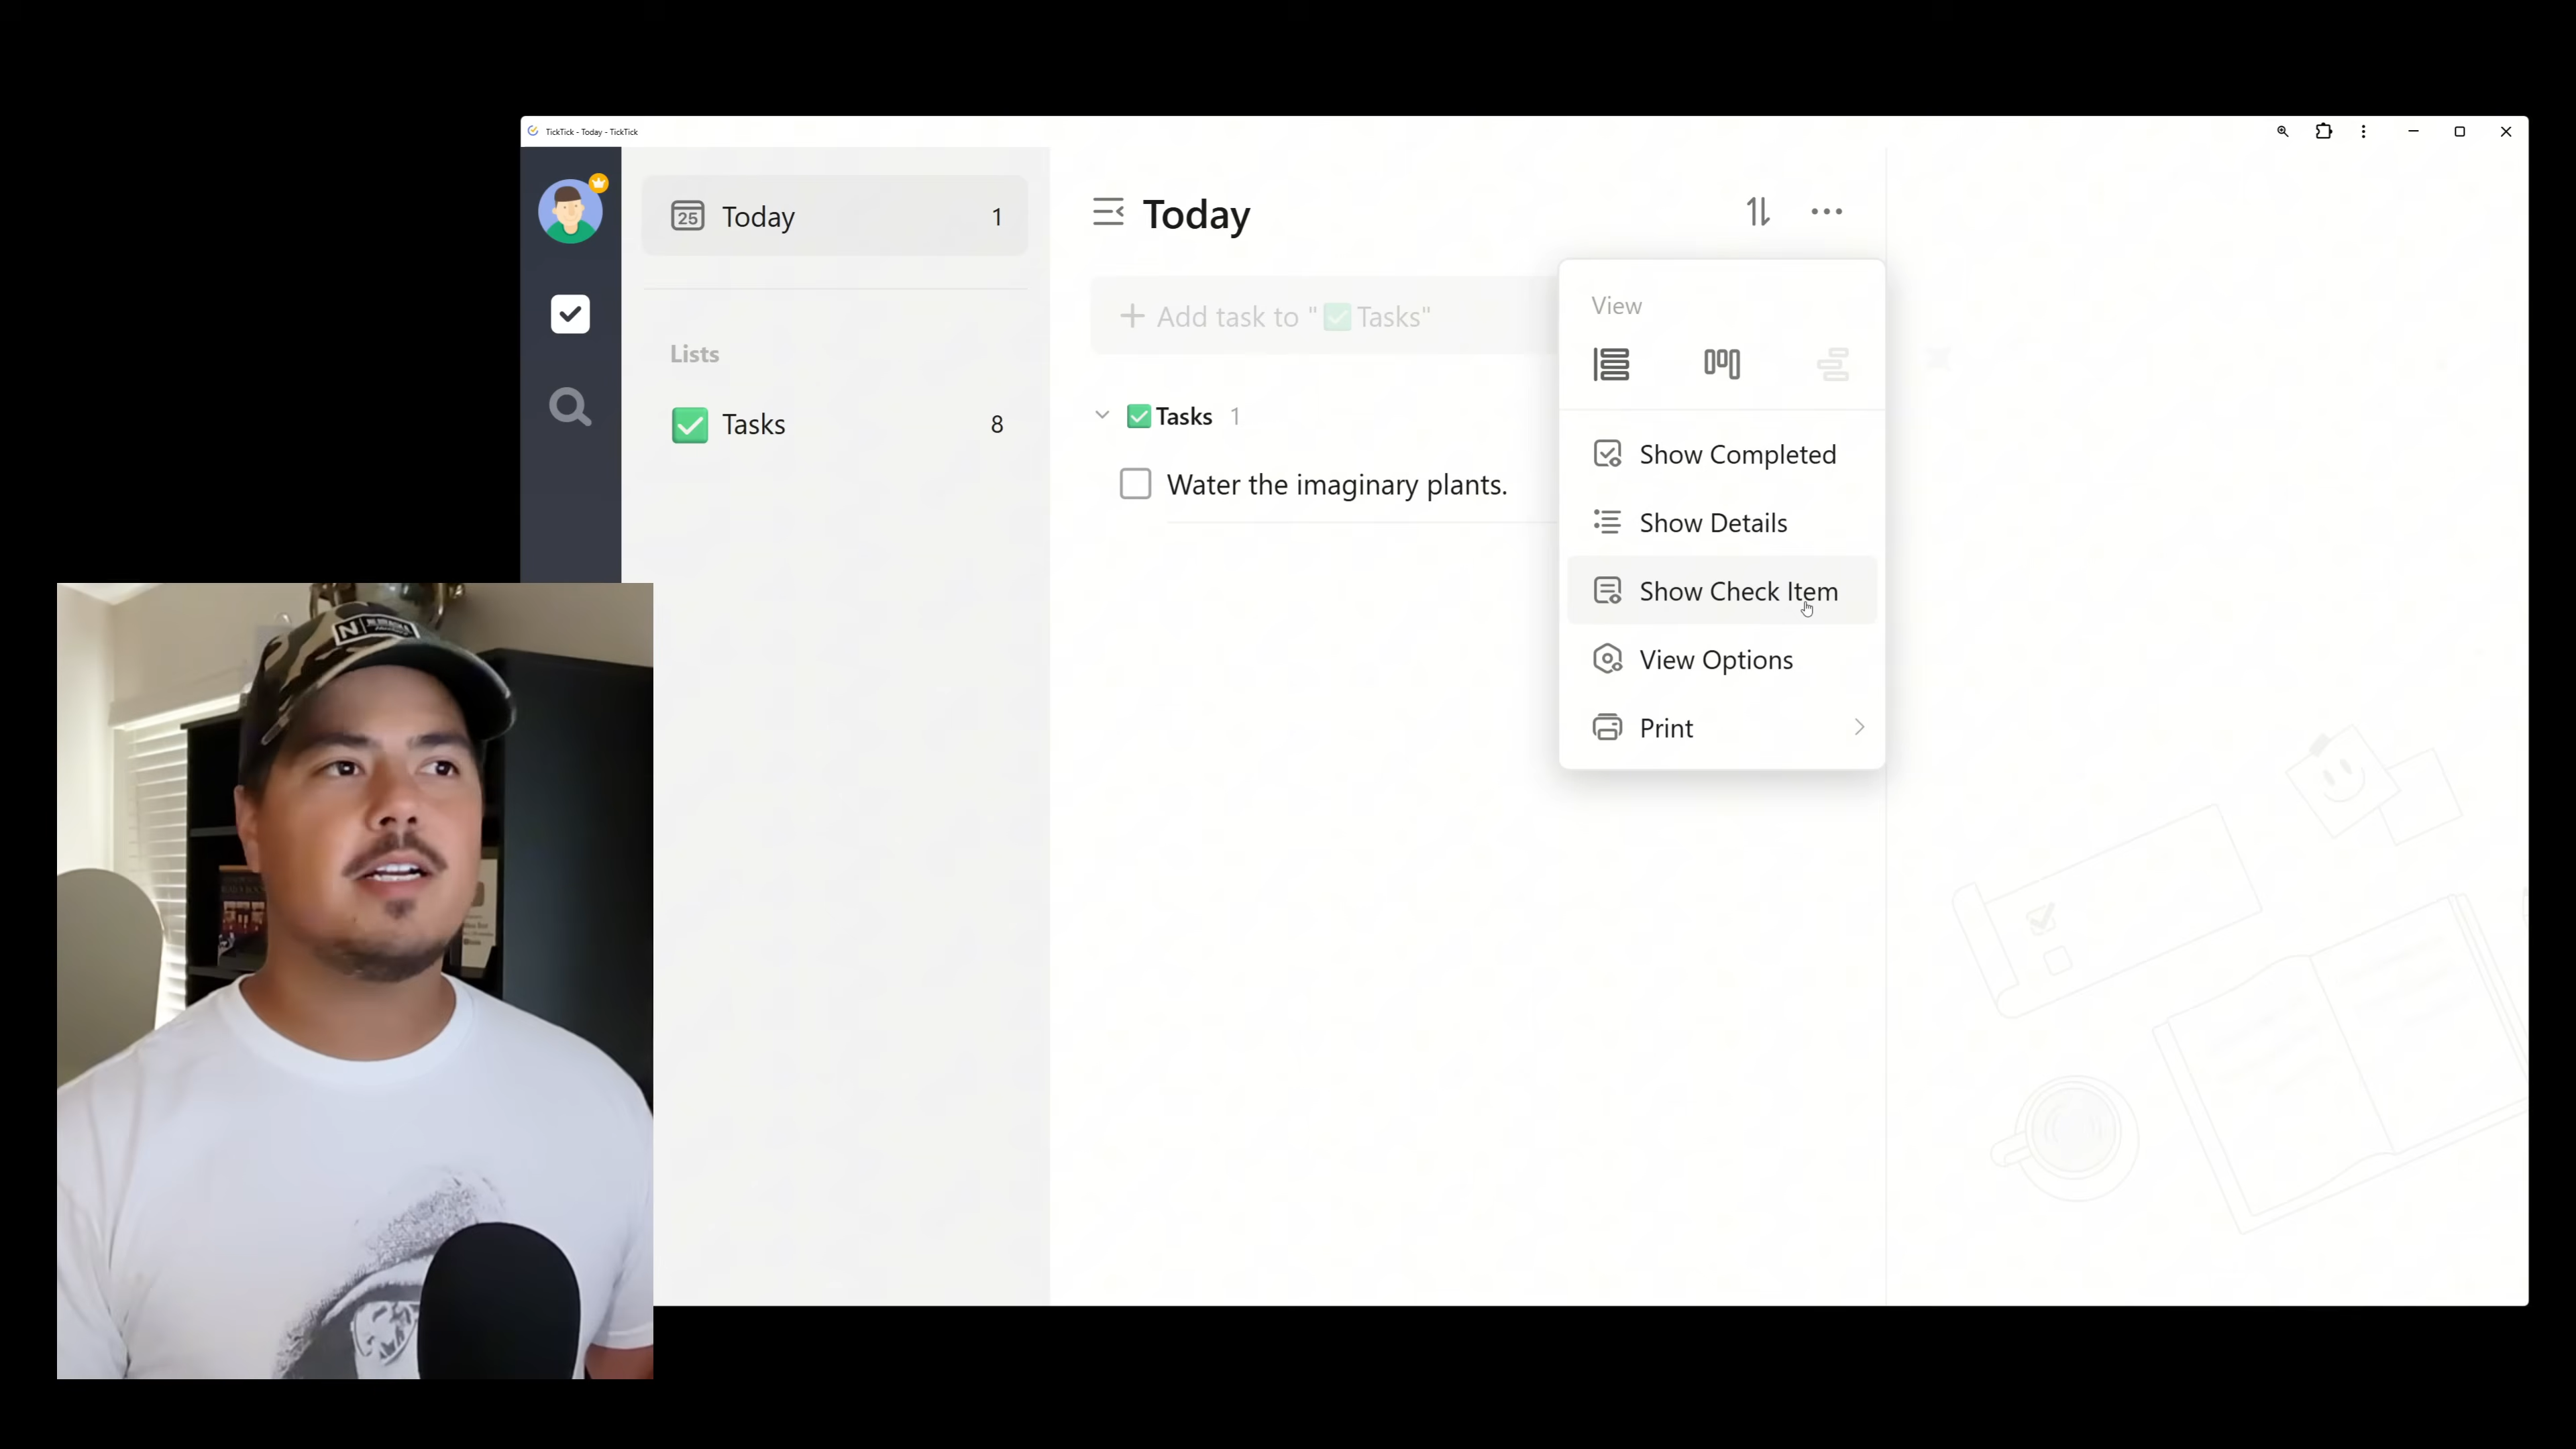 TickTick - Today - TickTick
25 Today 1
Lists
Tasks 8
Today
Add task to "✅ Tasks"
✅ Tasks 1
Water the imaginary plants.
View
Show Completed
Show Details
Show Check Item
View Options
Print
N